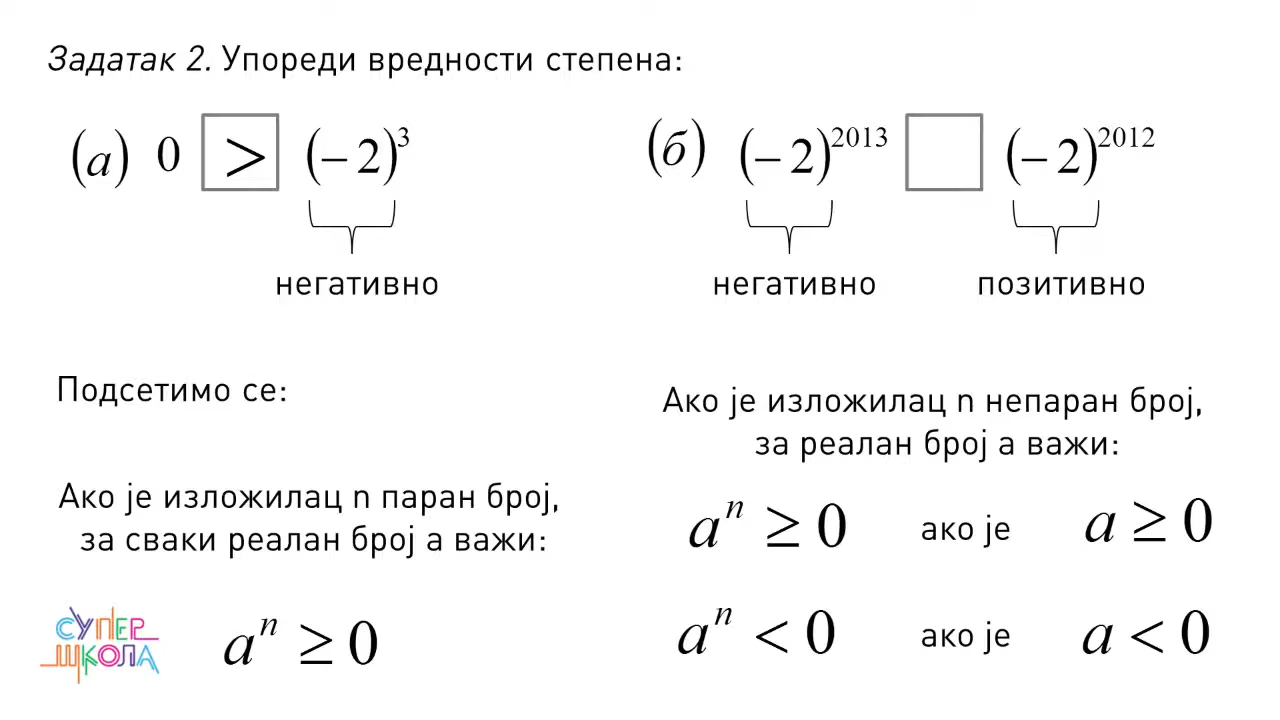 Задатак 2. Упореди вредности степена:
(а) 0 > (−2)³
(б) (−2)²⁰¹³ □ (−2)²⁰¹²
негативно
негативно
позитивно
Подсетимо се:
Ако је изложилац n паран број,
за сваки реалан број а важи:
aⁿ ≥ 0
Ако је изложилац n непаран број,
за реалан број а важи:
aⁿ ≥ 0 ако је a ≥ 0
aⁿ < 0 ако је a < 0
СУПЕР
ШКОЛА